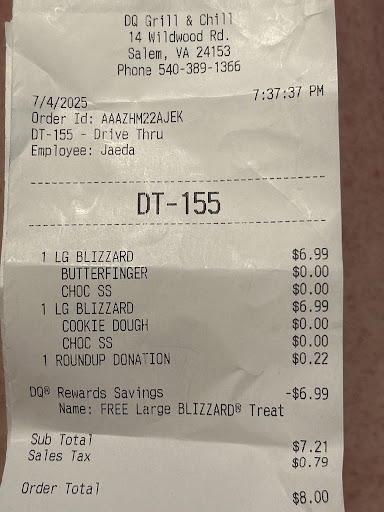 DQ Grill & Chill
14 Wildwood Rd.
Salem, VA 24153
Phone 540-389-1366
7/4/2025 7:37:37 PM
Order Id: AAAZHM22AJEK
DT-155 - Drive Thru
Employee: Jaeda
DT-155
1 LG BLIZZARD $6.99
BUTTERFINGER $0.00
CHOC SS $0.00
1 LG BLIZZARD $6.99
COOKIE DOUGH $0.00
CHOC SS $0.00
1 ROUNDUP DONATION $0.22
DQ® Rewards Savings -$6.99
Name: FREE Large BLIZZARD® Treat
Sub Total $7.21
Sales Tax $0.79
Order Total $8.00